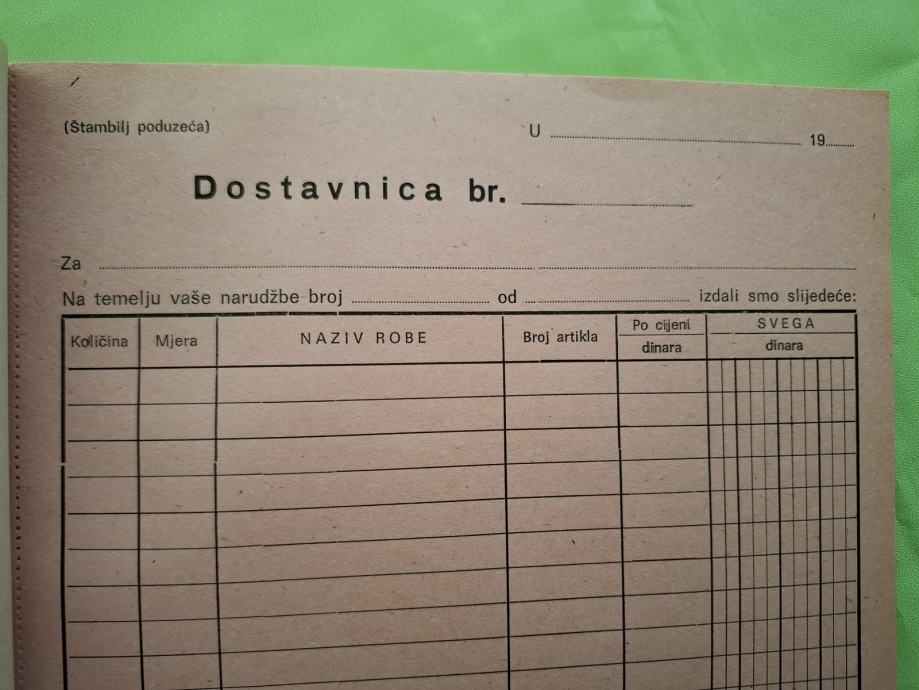 (Štambilj poduzeća) U ........ 19......
Dostavnica br. ________
Za ........
Na temelju vaše narudžbe broj ........ od ........ izdali smo slijedeće:
Količina Mjera NAZIV ROBE Broj artikla Po cijeni dinara SVEGA dinara